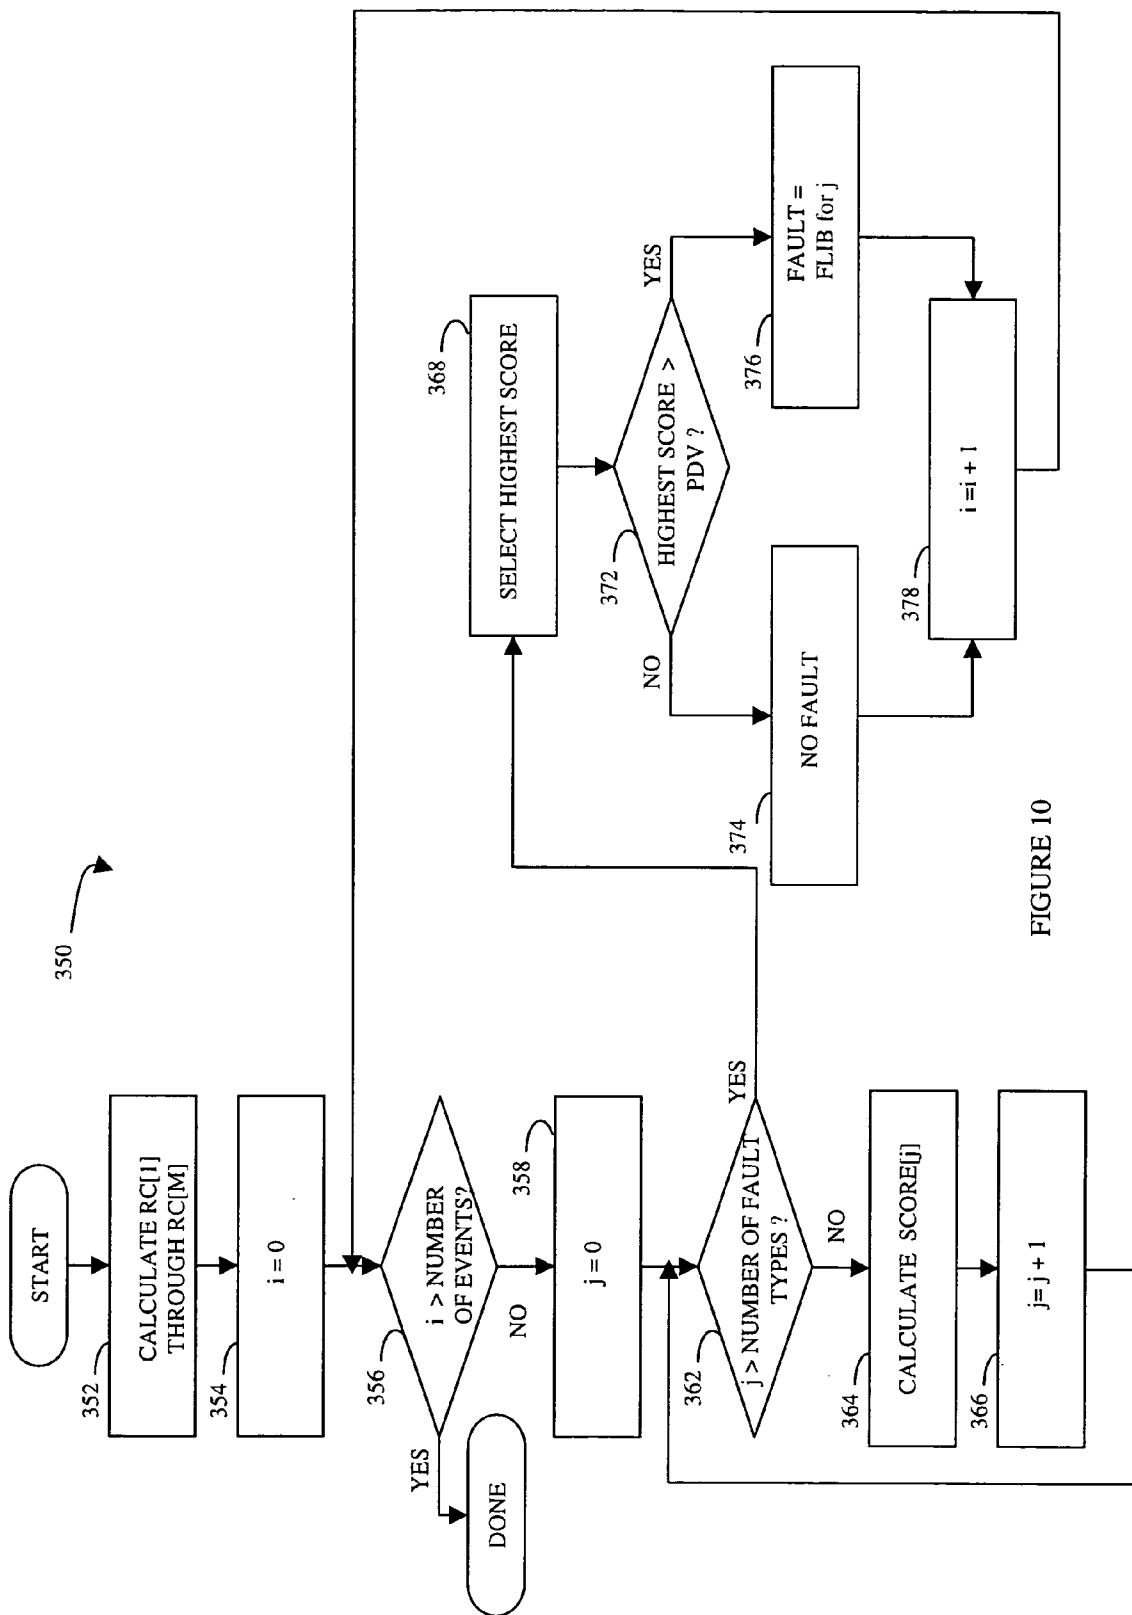 350
START
352
CALCULATE RC[1]
THROUGH RC[M]
354
i = 0
356
i > NUMBER
OF EVENTS?
YES
DONE
NO
358
j = 0
362
j > NUMBER OF FAULT
TYPES ?
YES
NO
364
CALCULATE SCORE[j]
366
j= j + 1
368
SELECT HIGHEST SCORE
372
HIGHEST SCORE >
PDV ?
NO
YES
374
NO FAULT
376
FAULT =
FLIB for j
378
i =i + 1
FIGURE 10